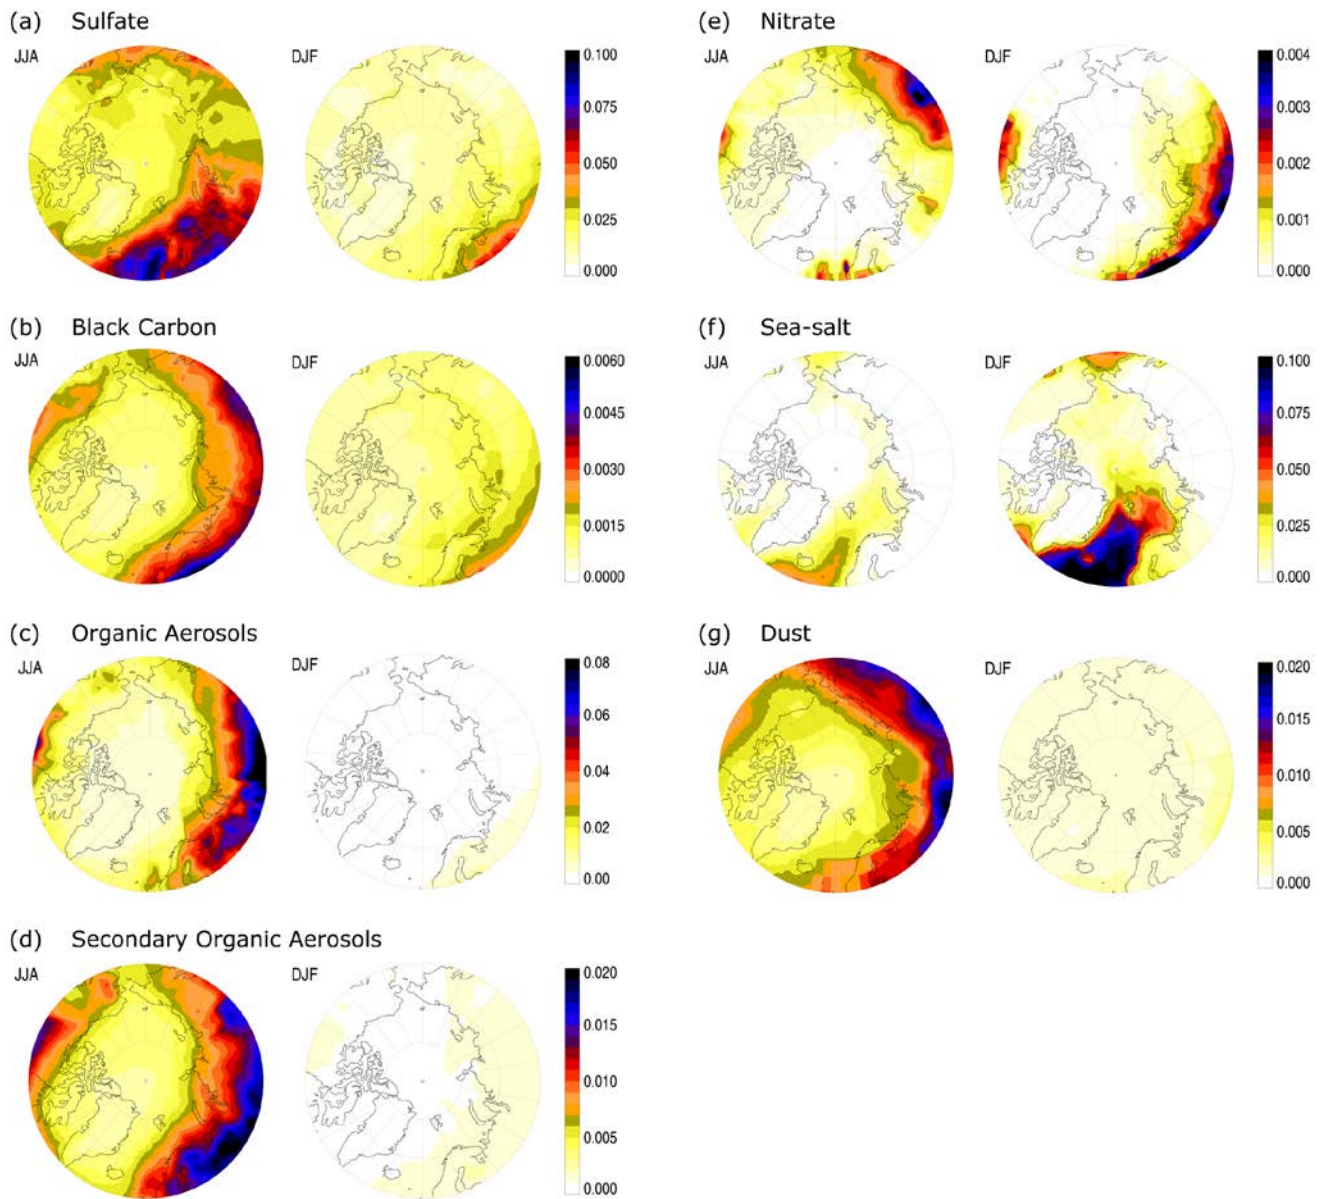 (a) Sulfate
JJA
DJF
0.100
0.075
0.050
0.025
0.000
(e) Nitrate
JJA
DJF
0.004
0.003
0.002
0.001
0.000
(b) Black Carbon
JJA
DJF
0.0060
0.0045
0.0030
0.0015
0.0000
(f) Sea-salt
JJA
DJF
0.100
0.075
0.050
0.025
0.000
(c) Organic Aerosols
JJA
DJF
0.08
0.06
0.04
0.02
0.00
(g) Dust
JJA
DJF
0.020
0.015
0.010
0.005
0.000
(d) Secondary Organic Aerosols
JJA
DJF
0.020
0.015
0.010
0.005
0.000